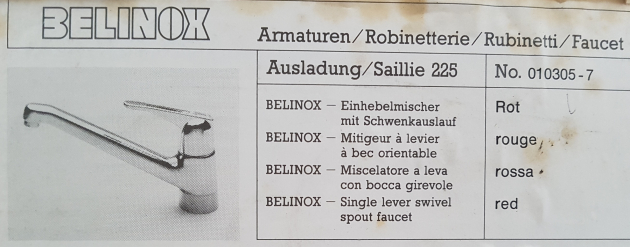 BELINOX
Armaturen/Robinetterie/Rubinetti/Faucet
Ausladung/Saillie 225
No. 010305-7
BELINOX – Einhebelmischer
mit Schwenkauslauf
Rot
BELINOX – Mitigeur à levier
à bec orientable
rouge
BELINOX – Miscelatore a leva
con bocca girevole
rossa
BELINOX – Single lever swivel
spout faucet
red